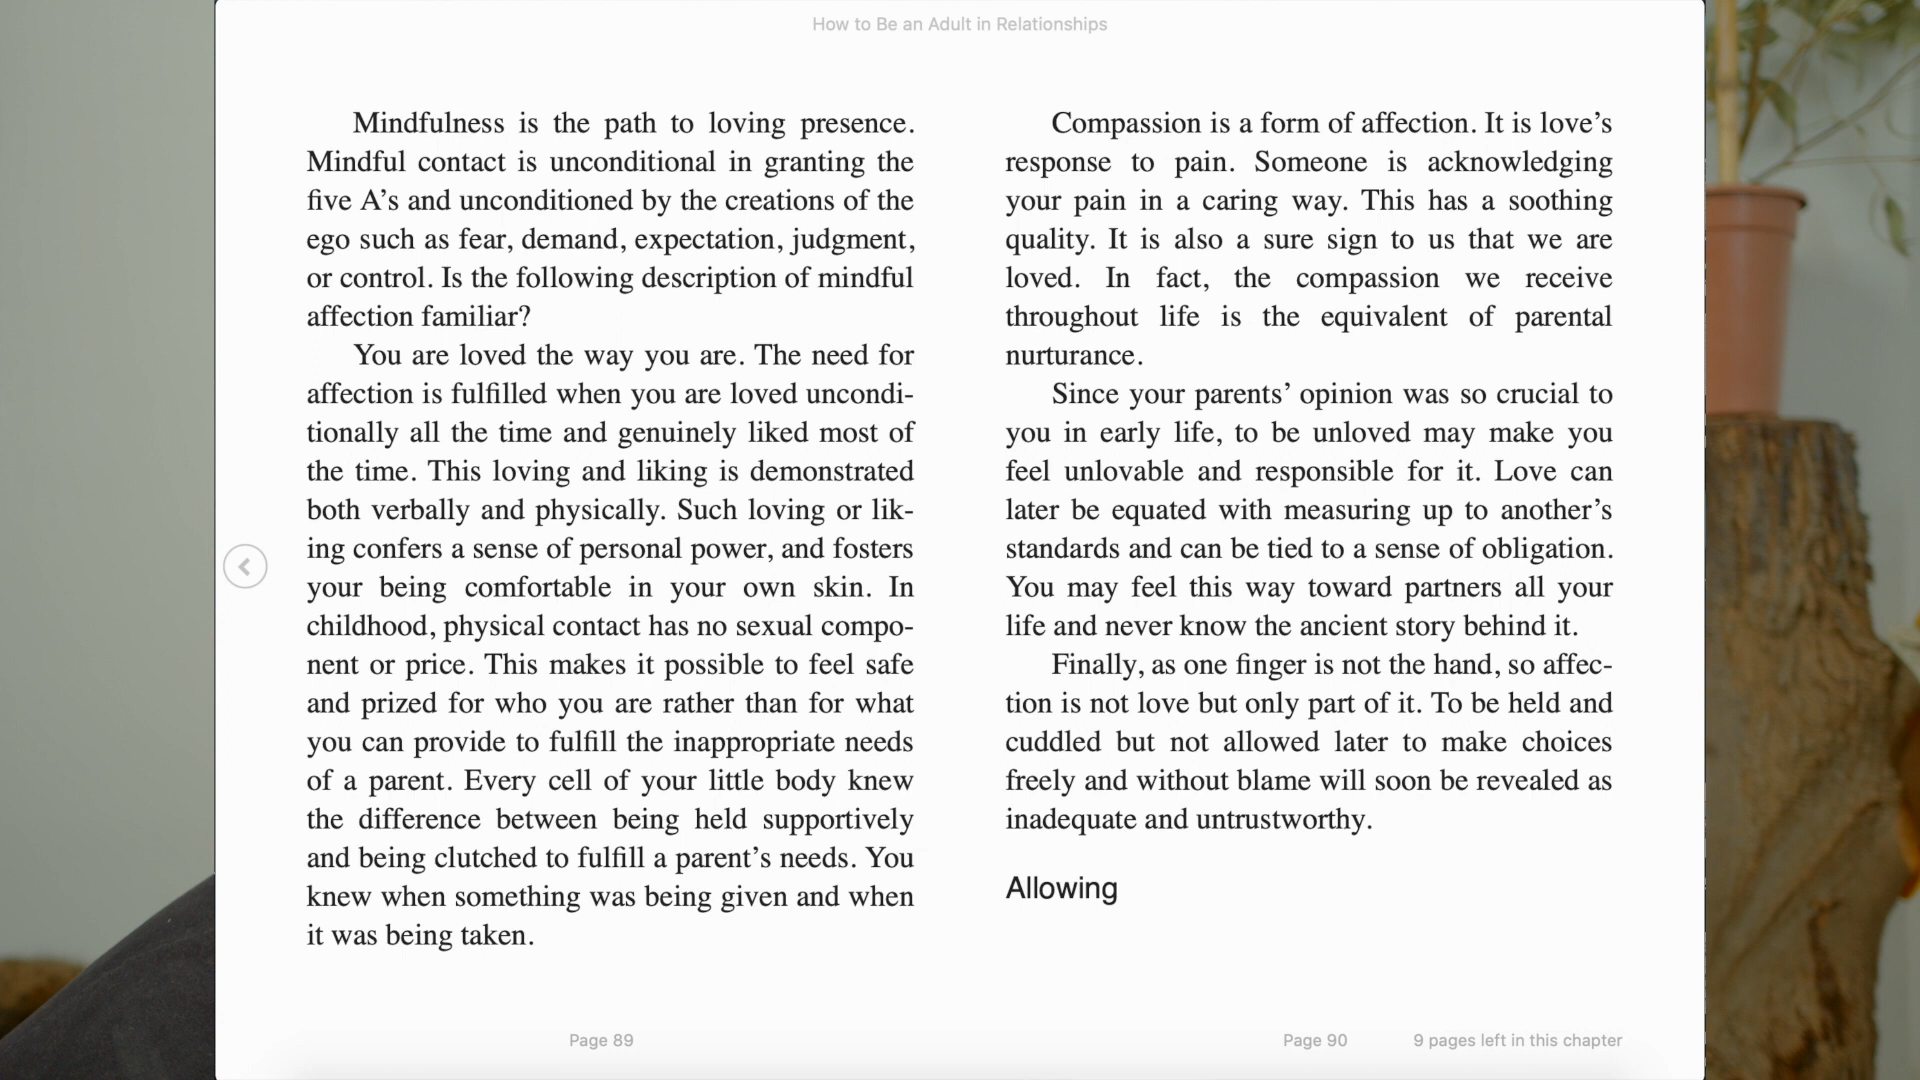 How to Be an Adult in Relationships
Mindfulness is the path to loving presence.
Mindful contact is unconditional in granting the
five A’s and unconditioned by the creations of the
ego such as fear, demand, expectation, judgment,
or control. Is the following description of mindful
affection familiar?
You are loved the way you are. The need for
affection is fulfilled when you are loved uncondi-
tionally all the time and genuinely liked most of
the time. This loving and liking is demonstrated
both verbally and physically. Such loving or lik-
ing confers a sense of personal power, and fosters
your being comfortable in your own skin. In
childhood, physical contact has no sexual compo-
nent or price. This makes it possible to feel safe
and prized for who you are rather than for what
you can provide to fulfill the inappropriate needs
of a parent. Every cell of your little body knew
the difference between being held supportively
and being clutched to fulfill a parent’s needs. You
knew when something was being given and when
it was being taken.
Page 89
Compassion is a form of affection. It is love’s
response to pain. Someone is acknowledging
your pain in a caring way. This has a soothing
quality. It is also a sure sign to us that we are
loved. In fact, the compassion we receive
throughout life is the equivalent of parental
nurturance.
Since your parents’ opinion was so crucial to
you in early life, to be unloved may make you
feel unlovable and responsible for it. Love can
later be equated with measuring up to another’s
standards and can be tied to a sense of obligation.
You may feel this way toward partners all your
life and never know the ancient story behind it.
Finally, as one finger is not the hand, so affec-
tion is not love but only part of it. To be held and
cuddled but not allowed later to make choices
freely and without blame will soon be revealed as
inadequate and untrustworthy.
Allowing
Page 90
9 pages left in this chapter